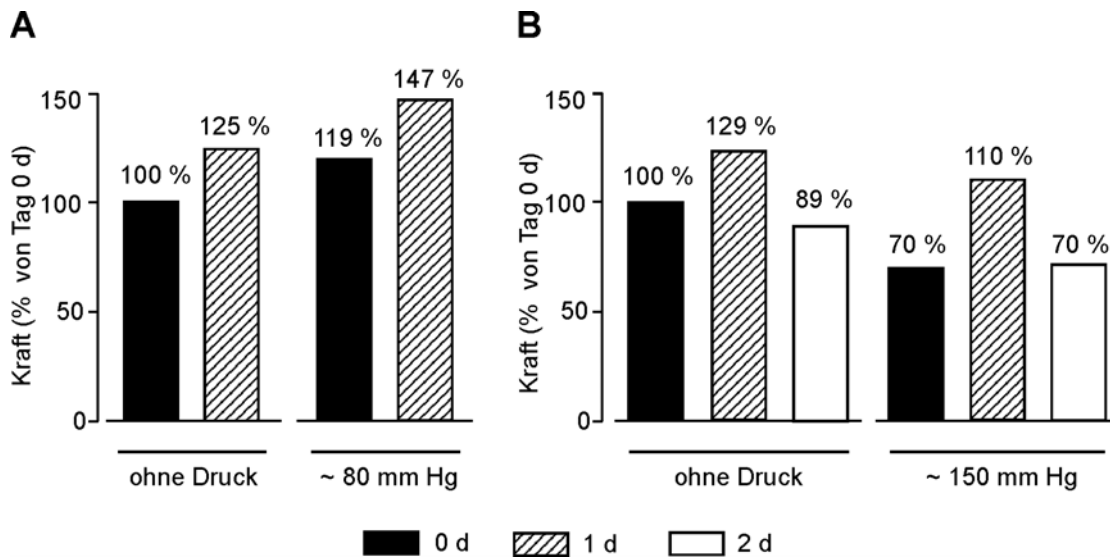 A
Kraft (% von Tag 0 d)
150
100
50
0
100 %
125 %
119 %
147 %
ohne Druck
~ 80 mm Hg
B
Kraft (% von Tag 0 d)
150
100
50
0
100 %
129 %
89 %
70 %
110 %
70 %
ohne Druck
~ 150 mm Hg
0 d
1 d
2 d